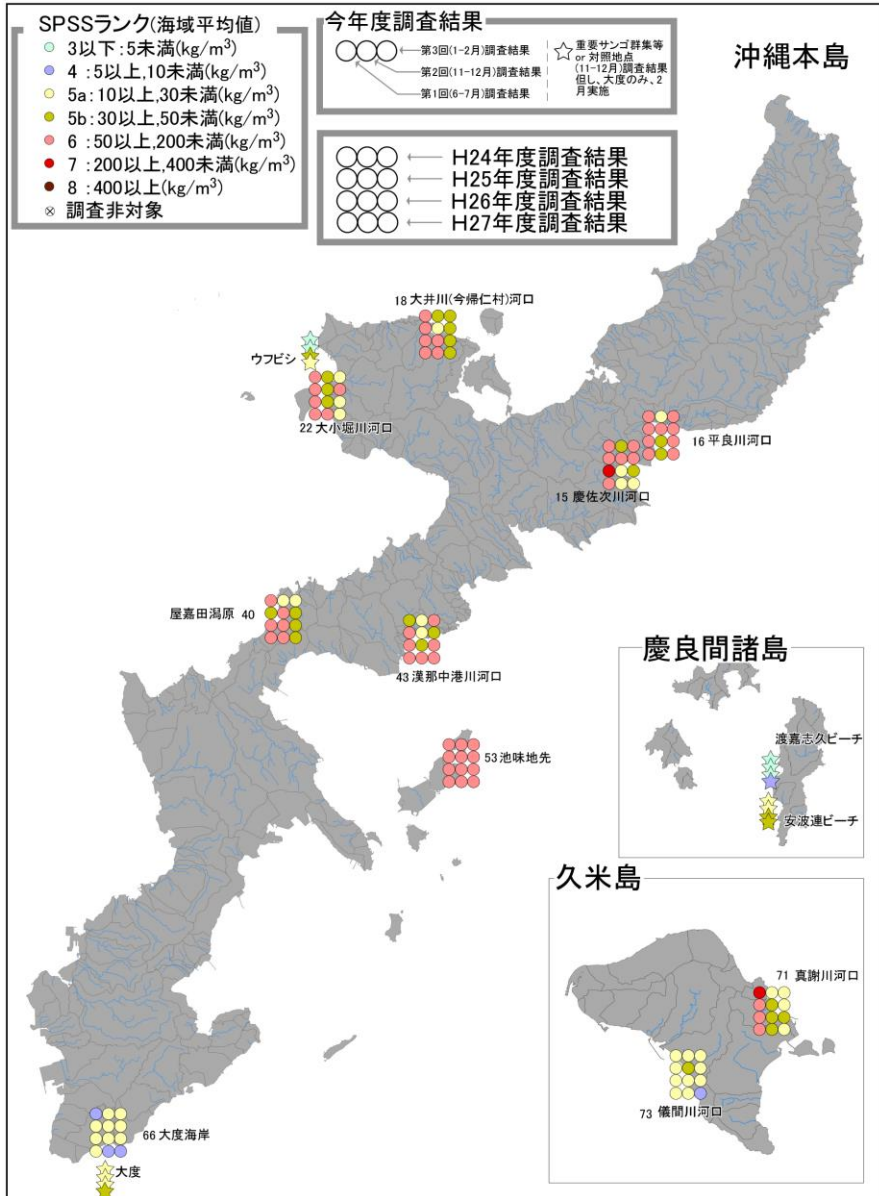 SPSSランク(海域平均値)
3以下:5未満(kg/m³)
4 :5以上,10未満(kg/m³)
5a:10以上,30未満(kg/m³)
5b:30以上,50未満(kg/m³)
6 :50以上,200未満(kg/m³)
7 :200以上,400未満(kg/m³)
8 :400以上(kg/m³)
調査非対象
今年度調査結果
第3回(1-2月)調査結果
第2回(11-12月)調査結果
第1回(6-7月)調査結果
重要サンゴ群集等
or 対照地点
(11-12月)調査結果
但し、大度のみ、2
月実施
H24年度調査結果
H25年度調査結果
H26年度調査結果
H27年度調査結果
沖縄本島
18 大井川(今帰仁村)河口
ウフビシ
22 大小堀川河口
16 平良川河口
15 慶佐次川河口
屋嘉田潟原 40
43 漢那中港川河口
53 池味地先
慶良間諸島
渡嘉志久ビーチ
安波連ビーチ
久米島
71 真謝川河口
73 儀間川河口
66 大度海岸
大度